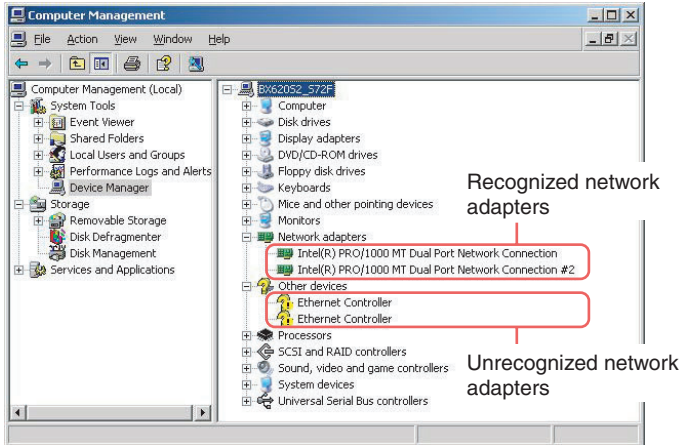 Computer Management
File Action View Window Help
Computer Management (Local)
System Tools
Event Viewer
Shared Folders
Local Users and Groups
Performance Logs and Alerts
Device Manager
Storage
Removable Storage
Disk Defragmenter
Disk Management
Services and Applications
BX620S2_S72F
Computer
Disk drives
Display adapters
DVD/CD-ROM drives
Floppy disk drives
Keyboards
Mice and other pointing devices
Monitors
Network adapters
Intel(R) PRO/1000 MT Dual Port Network Connection
Intel(R) PRO/1000 MT Dual Port Network Connection #2
Other devices
Ethernet Controller
Ethernet Controller
Processors
SCSI and RAID controllers
Sound, video and game controllers
System devices
Universal Serial Bus controllers
Recognized network
adapters
Unrecognized network
adapters